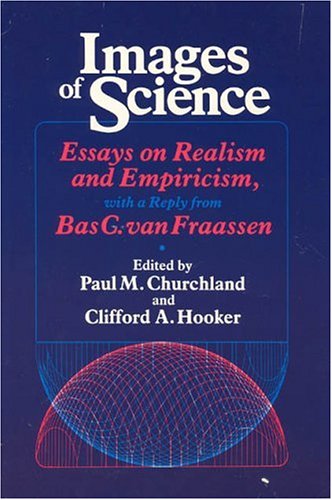 Images
of Science
Essays on Realism
and Empiricism,
with a Reply from
Bas C. van Fraassen
Edited by
Paul M. Churchland
and
Clifford A. Hooker